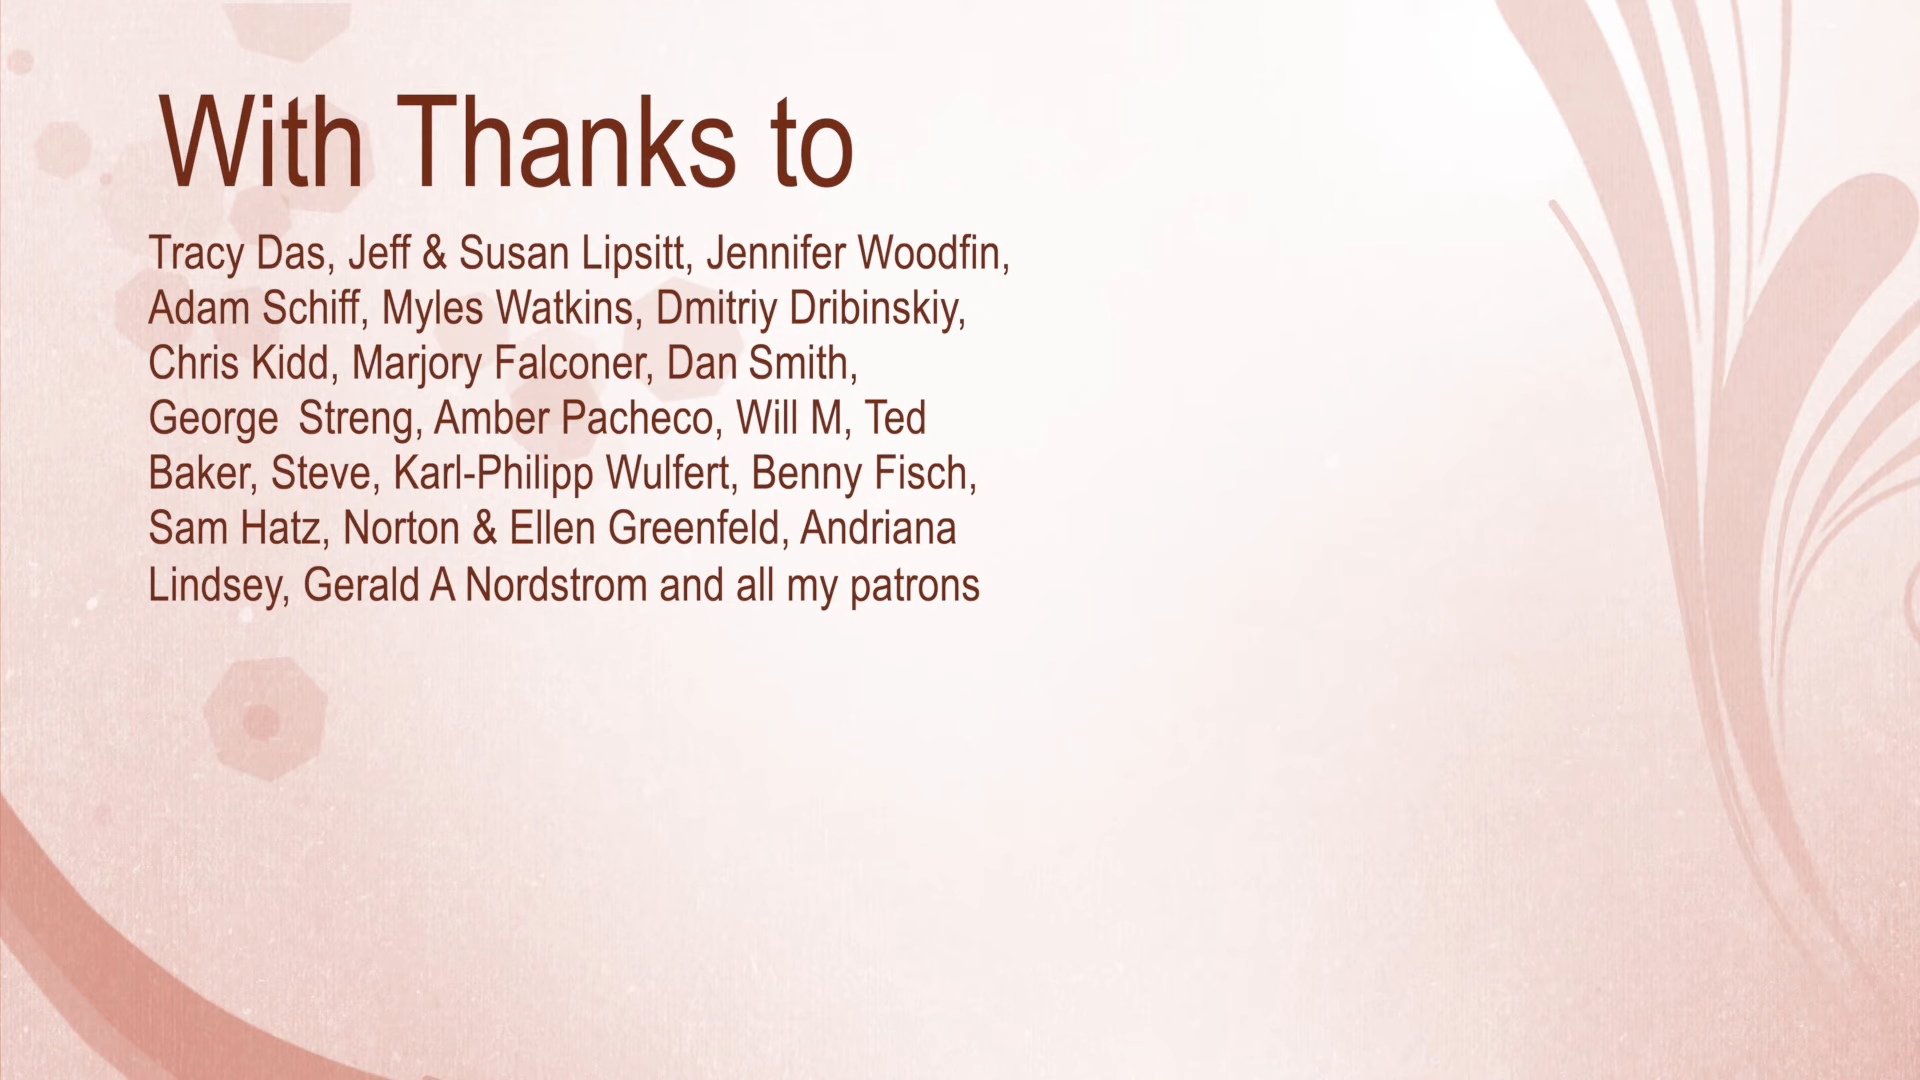 With Thanks to
Tracy Das, Jeff & Susan Lipsitt, Jennifer Woodfin,
Adam Schiff, Myles Watkins, Dmitriy Dribinskiy,
Chris Kidd, Marjory Falconer, Dan Smith,
George  Streng, Amber Pacheco, Will M, Ted
Baker, Steve, Karl-Philipp Wulfert, Benny Fisch,
Sam Hatz, Norton & Ellen Greenfeld, Andriana
Lindsey, Gerald A Nordstrom and all my patrons